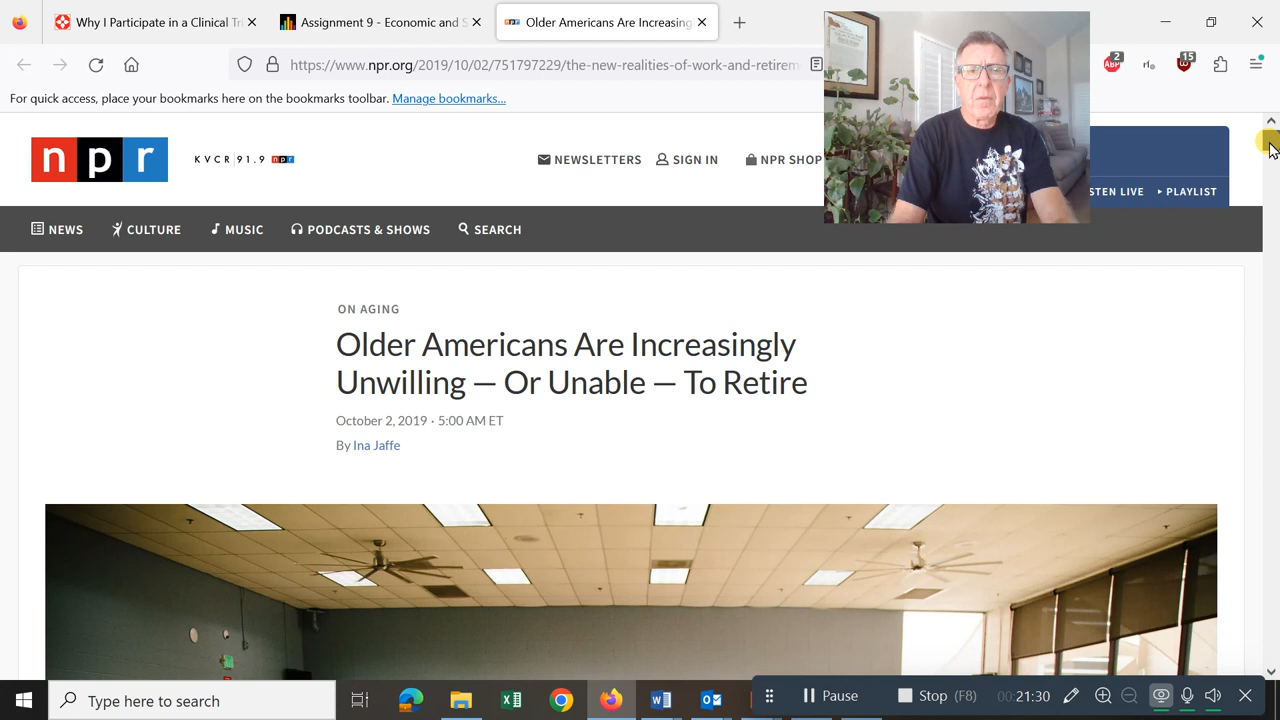 Why I Participate in a Clinical Tri
Assignment 9 - Economic and S
Older Americans Are Increasing
https://www.npr.org/2019/10/02/751797229/the-new-realities-of-work-and-retirem
2
rl.
15
For quick access, place your bookmarks here on the bookmarks toolbar. Manage bookmarks...
n p r
KVCR 91.9 npr
NEWSLETTERS
SIGN IN
NPR SHOP
STEN LIVE
PLAYLIST
NEWS
CULTURE
MUSIC
PODCASTS & SHOWS
SEARCH
ON AGING
Older Americans Are Increasingly
Unwilling — Or Unable — To Retire
October 2, 2019 · 5:00 AM ET
By Ina Jaffe
Type here to search
Pause
Stop (F8)
00:21:30